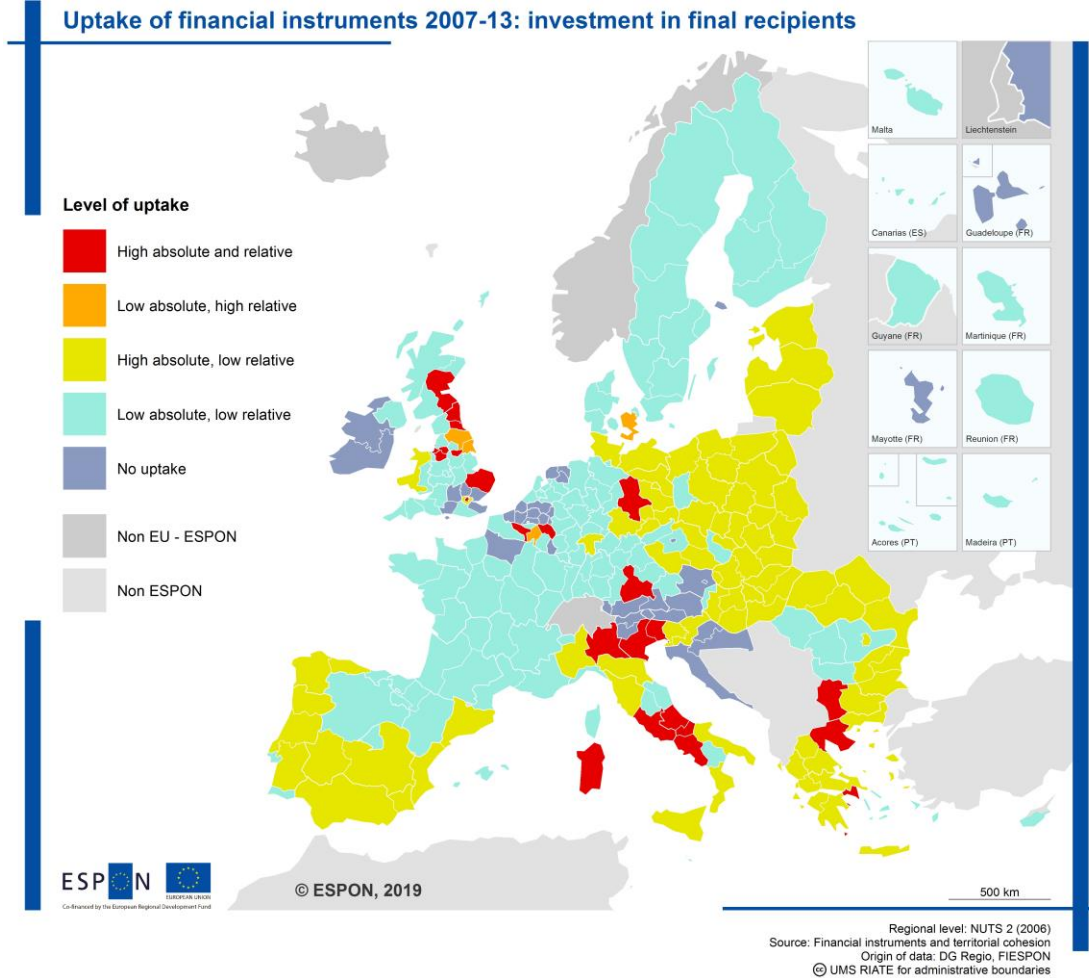 Uptake of financial instruments 2007-13: investment in final recipients
Level of uptake
High absolute and relative
Low absolute, high relative
High absolute, low relative
Low absolute, low relative
No uptake
Non EU - ESPON
Non ESPON
Malta
Liechtenstein
Canarias (ES)
Guadeloupe (FR)
Guyane (FR)
Martinique (FR)
Mayotte (FR)
Reunion (FR)
Acores (PT)
Madeira (PT)
ESPON
EUROPEAN UNION
Co-financed by the European Regional Development Fund
© ESPON, 2019
500 km
Regional level: NUTS 2 (2006)
Source: Financial instruments and territorial cohesion
Origin of data: DG Regio, FIESPON
cc UMS RIATE for administrative boundaries